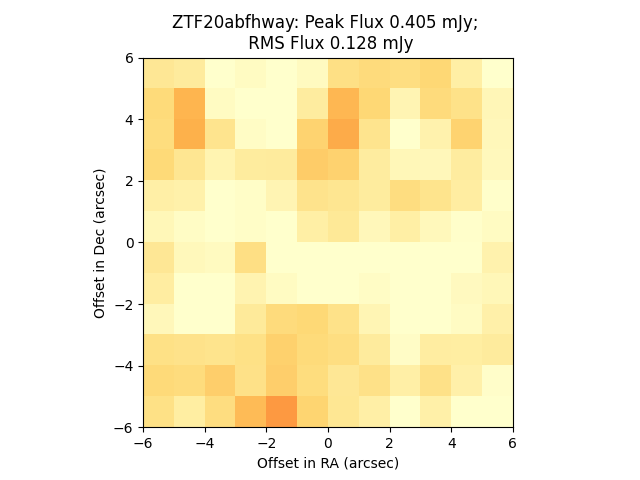 ZTF20abfhway: Peak Flux 0.405 mJy;
RMS Flux 0.128 mJy
6
4
2
0
−2
−4
−6
Offset in Dec (arcsec)
−6 −4 −2 0 2 4 6
Offset in RA (arcsec)